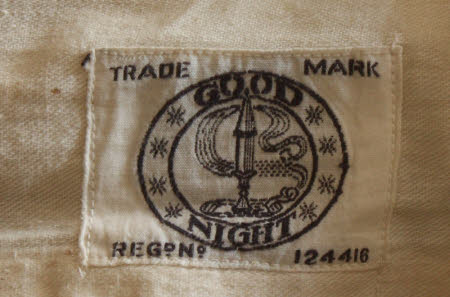 TRADE MARK
GOOD
NIGHT
REGD. NO. 124416